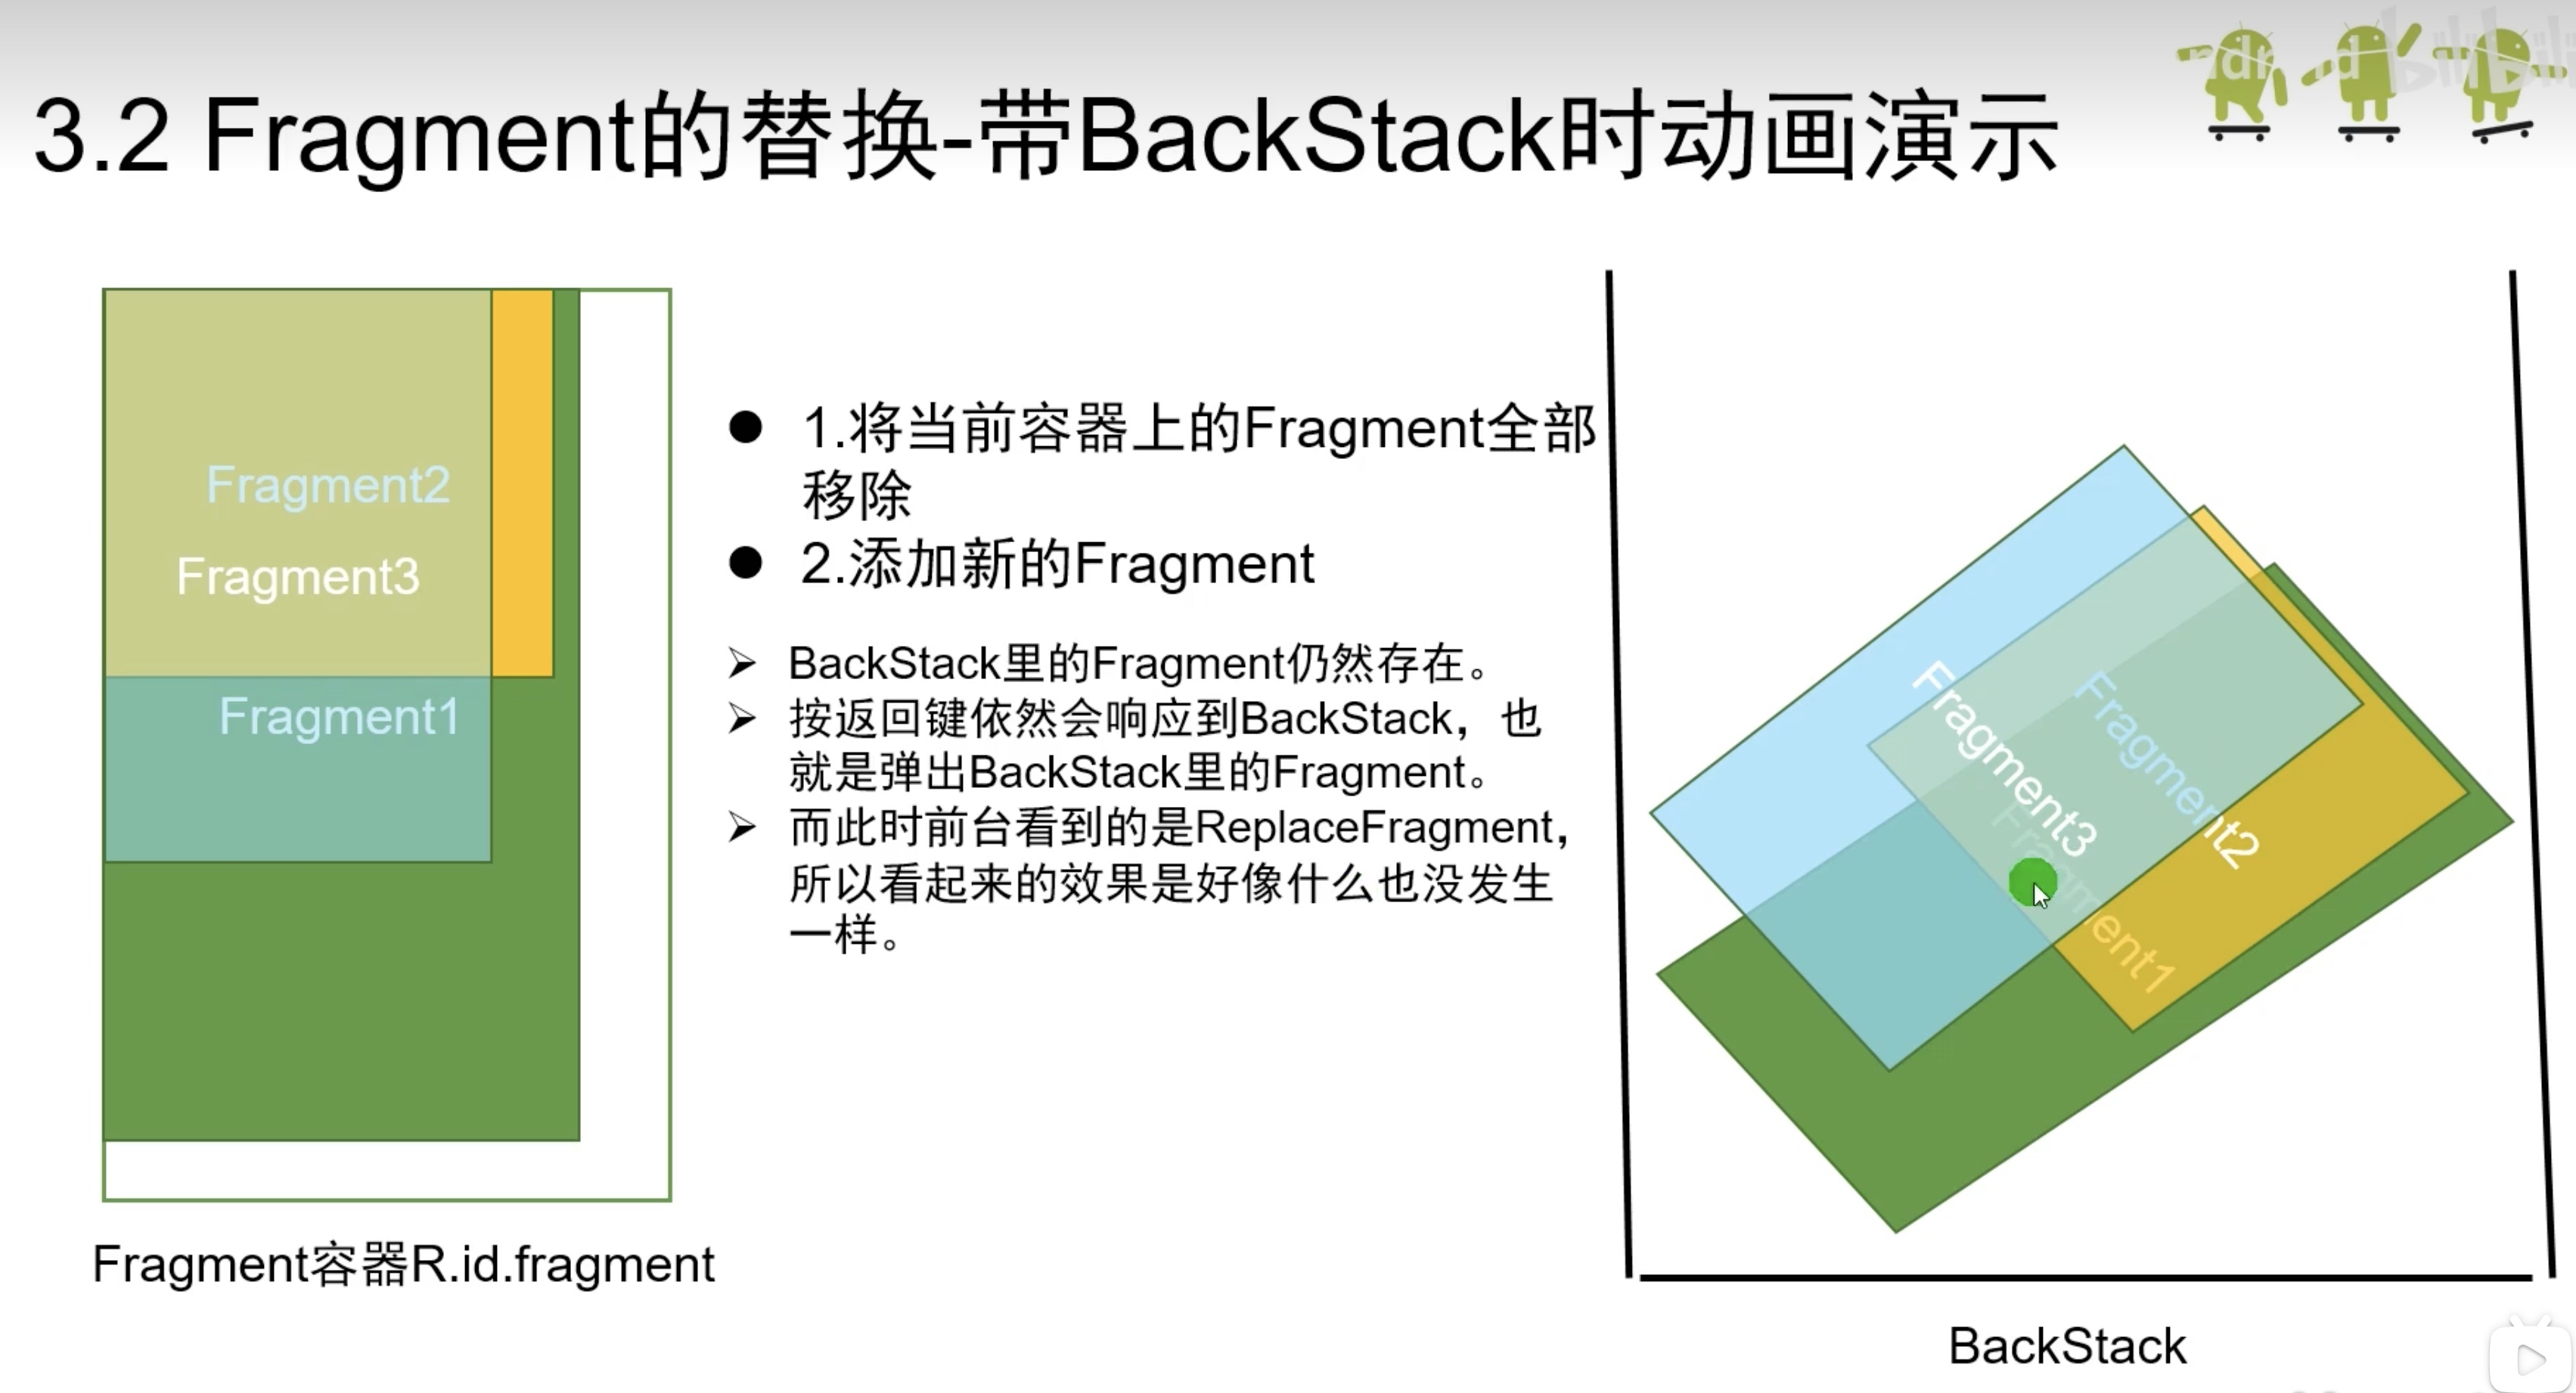 3.2 Fragment的替换-带BackStack时动画演示
Fragment2
Fragment3
Fragment1
Fragment容器R.id.fragment
1.将当前容器上的Fragment全部
移除
2.添加新的Fragment
BackStack里的Fragment仍然存在。
按返回键依然会响应到BackStack，也
就是弹出BackStack里的Fragment。
而此时前台看到的是ReplaceFragment，
所以看起来的效果是好像什么也没发生
一样。
Fragment3
Fragment2
Fragment1
BackStack
bilibili